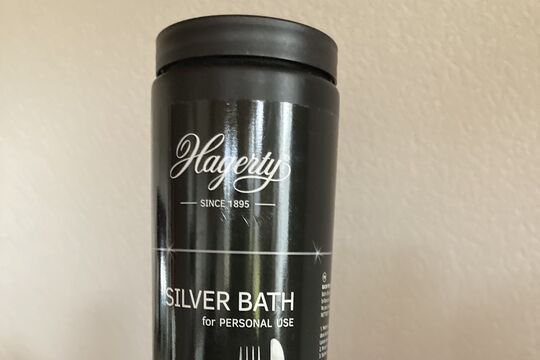 Hagerty
SINCE 1895
SILVER BATH
for PERSONAL USE